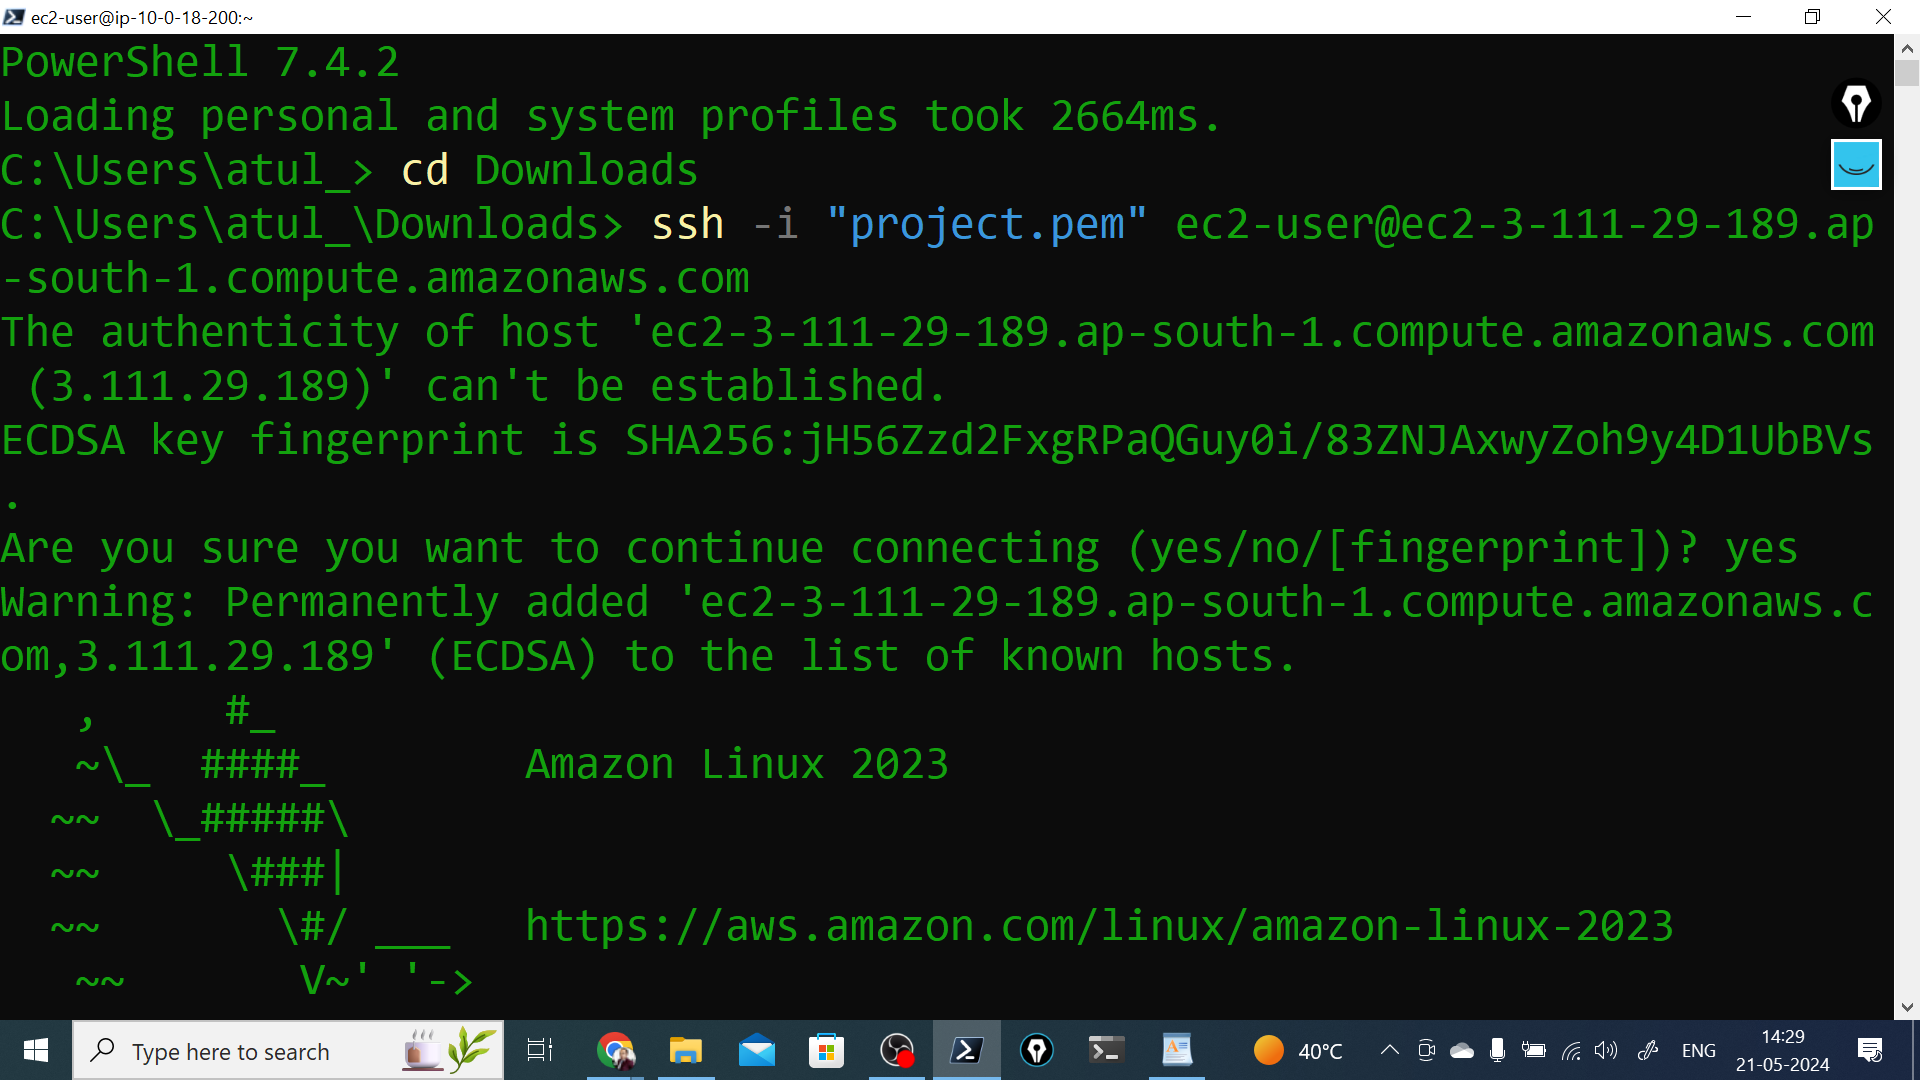 ec2-user@ip-10-0-18-200:~
PowerShell 7.4.2
Loading personal and system profiles took 2664ms.
C:\Users\atul_> cd Downloads
C:\Users\atul_\Downloads> ssh -i "project.pem" ec2-user@ec2-3-111-29-189.ap
-south-1.compute.amazonaws.com
The authenticity of host 'ec2-3-111-29-189.ap-south-1.compute.amazonaws.com
 (3.111.29.189)' can't be established.
ECDSA key fingerprint is SHA256:jH56Zzd2FxgRPaQGuy0i/83ZNJAxwyZoh9y4D1UbBVs
.
Are you sure you want to continue connecting (yes/no/[fingerprint])? yes
Warning: Permanently added 'ec2-3-111-29-189.ap-south-1.compute.amazonaws.c
om,3.111.29.189' (ECDSA) to the list of known hosts.
   ,     #_
   ~\_  ####_        Amazon Linux 2023
  ~~  \_#####\
  ~~     \###|
  ~~       \#/ ___   https://aws.amazon.com/linux/amazon-linux-2023
   ~~       V~' '->
Type here to search
40°C
ENG
14:29
21-05-2024